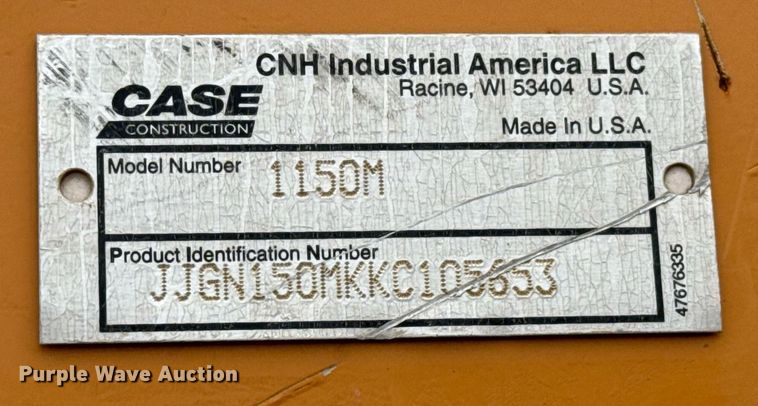 CNH Industrial America LLC
Racine, WI 53404 U.S.A.
CASE
CONSTRUCTION
Made In U.S.A.
Model Number 1150M
Product Identification Number
JJGN150MKKC105653
47676335
Purple Wave Auction